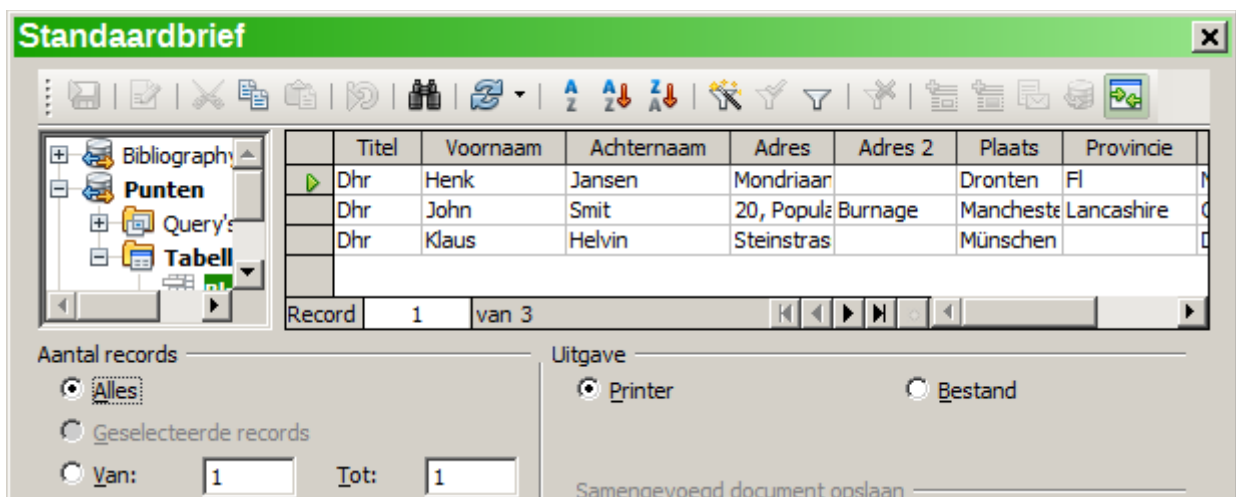 Standaardbrief
Bibliography
Punten
Query's
Tabell
Titel Voornaam Achternaam Adres Adres 2 Plaats Provincie
Dhr Henk Jansen Mondriaan Dronten Fl
Dhr John Smit 20, Popula Burnage Mancheste Lancashire
Dhr Klaus Helvin Steinstras Münschen
Record 1 van 3
Aantal records
Alles
Geselecteerde records
Van: 1 Tot: 1
Uitgave
Printer Bestand
Samengevoegd document opslaan